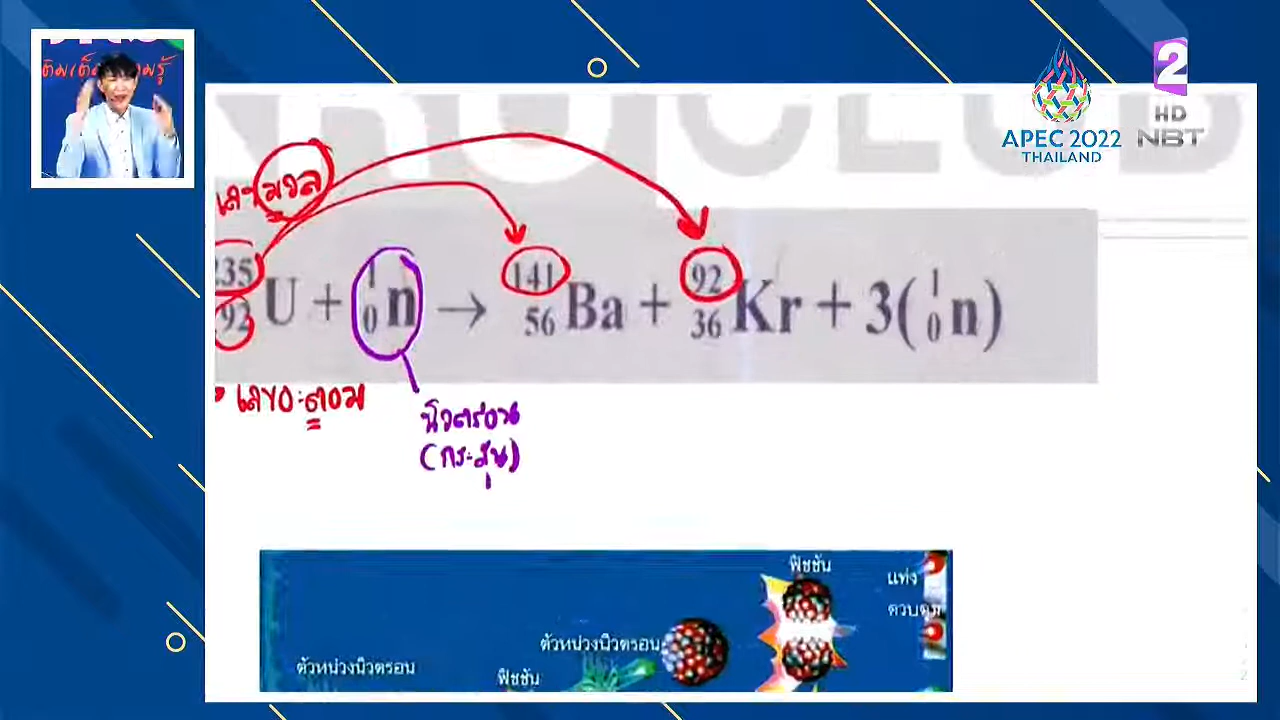 2
HD
NBT
APEC 2022
THAILAND
CLUB
เลขมวล
235
92 U + 1 0 n → 141 56 Ba + 92 36 Kr + 3( 1 0 n)
เลขอะตอม
นิวตรอน
(กระสุน)
ฟิชชัน
แท่ง
ควบคุม
ตัวหน่วงนิวตรอน
ตัวหน่วงนิวตรอน
ฟิชชัน